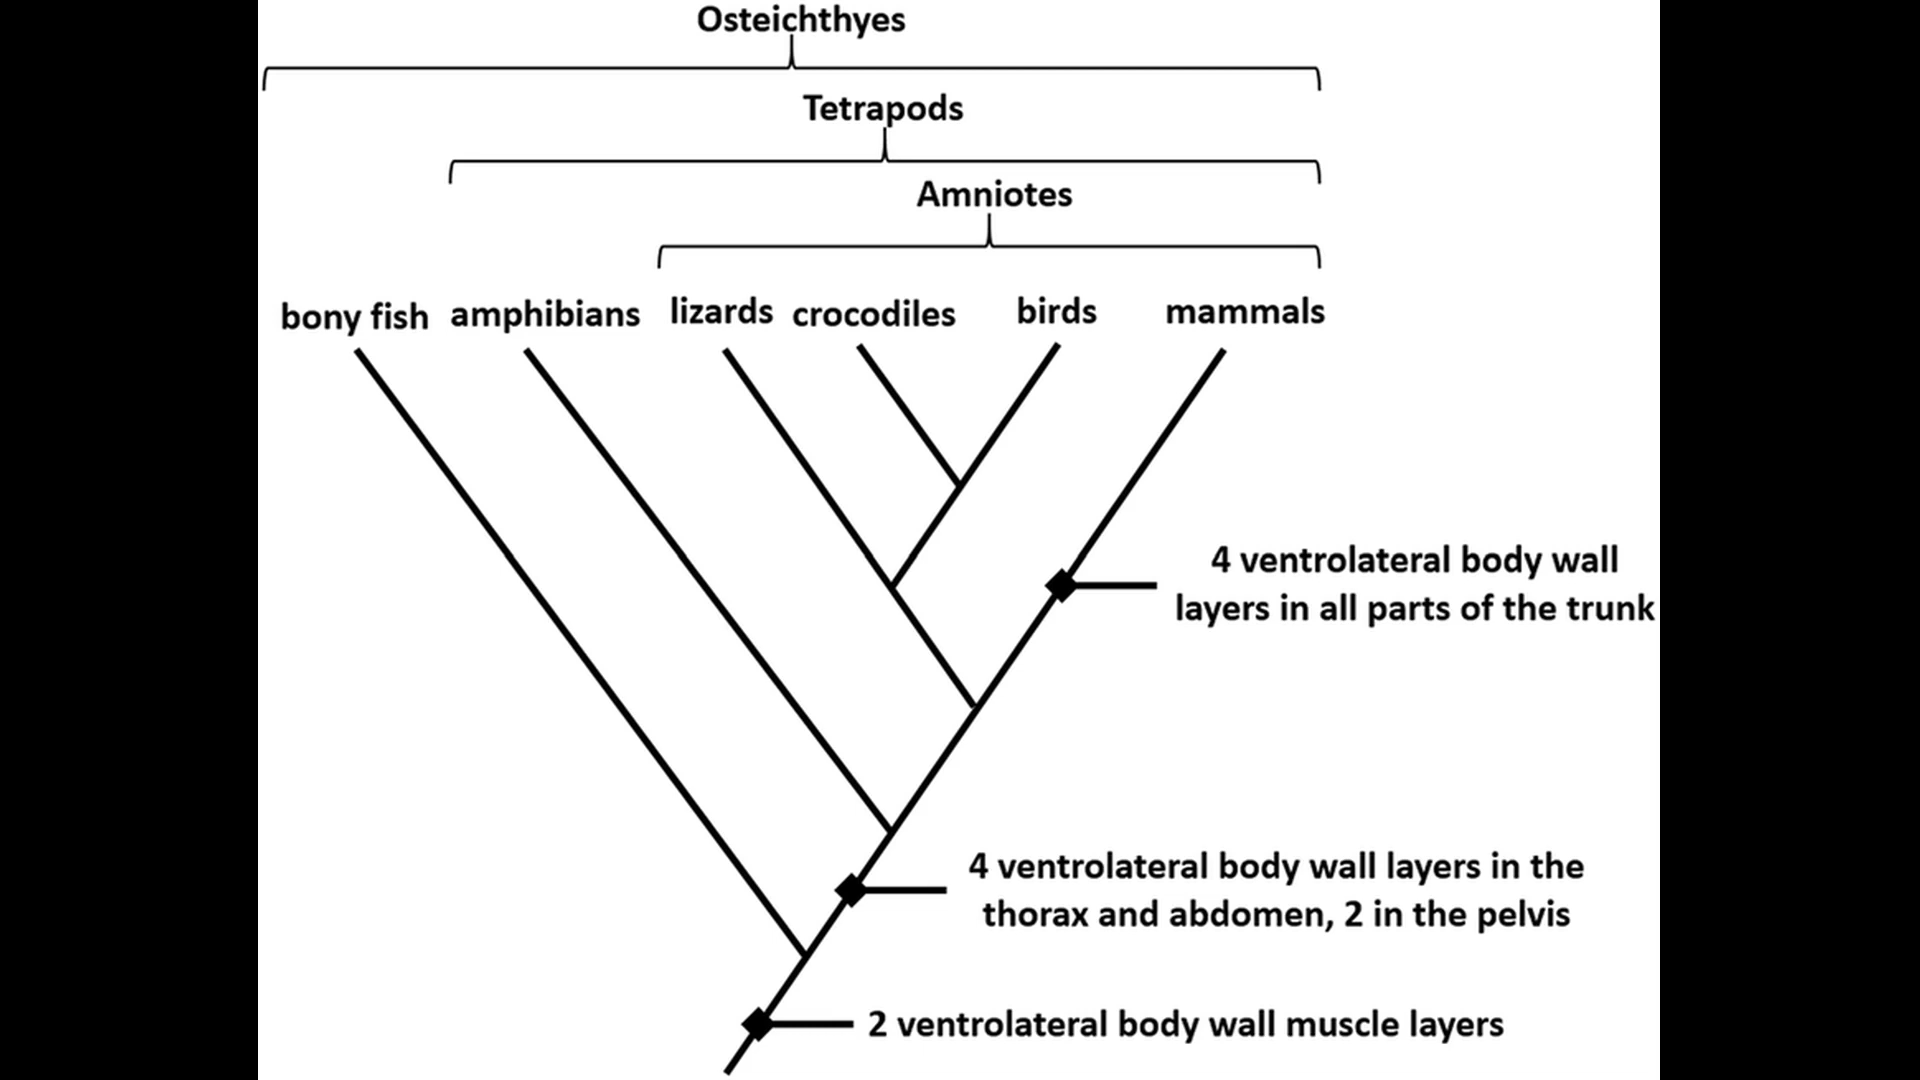 Osteichthyes
Tetrapods
Amniotes
bony fish amphibians lizards crocodiles birds mammals
4 ventrolateral body wall
layers in all parts of the trunk
4 ventrolateral body wall layers in the
thorax and abdomen, 2 in the pelvis
2 ventrolateral body wall muscle layers